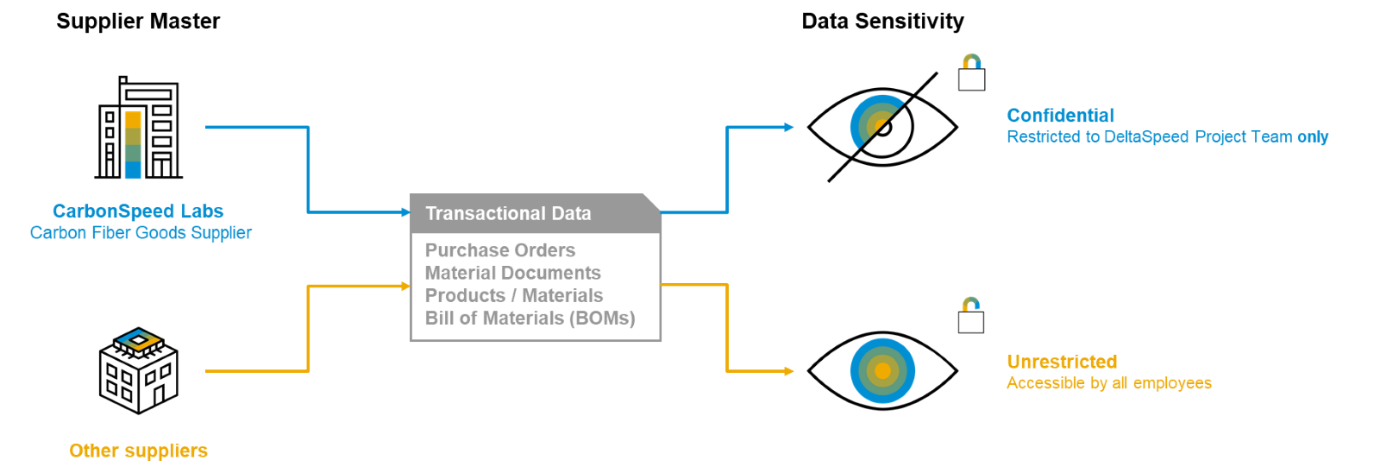 Supplier Master
Data Sensitivity
CarbonSpeed Labs
Carbon Fiber Goods Supplier
Other suppliers
Transactional Data
Purchase Orders
Material Documents
Products / Materials
Bill of Materials (BOMs)
Confidential
Restricted to DeltaSpeed Project Team only
Unrestricted
Accessible by all employees